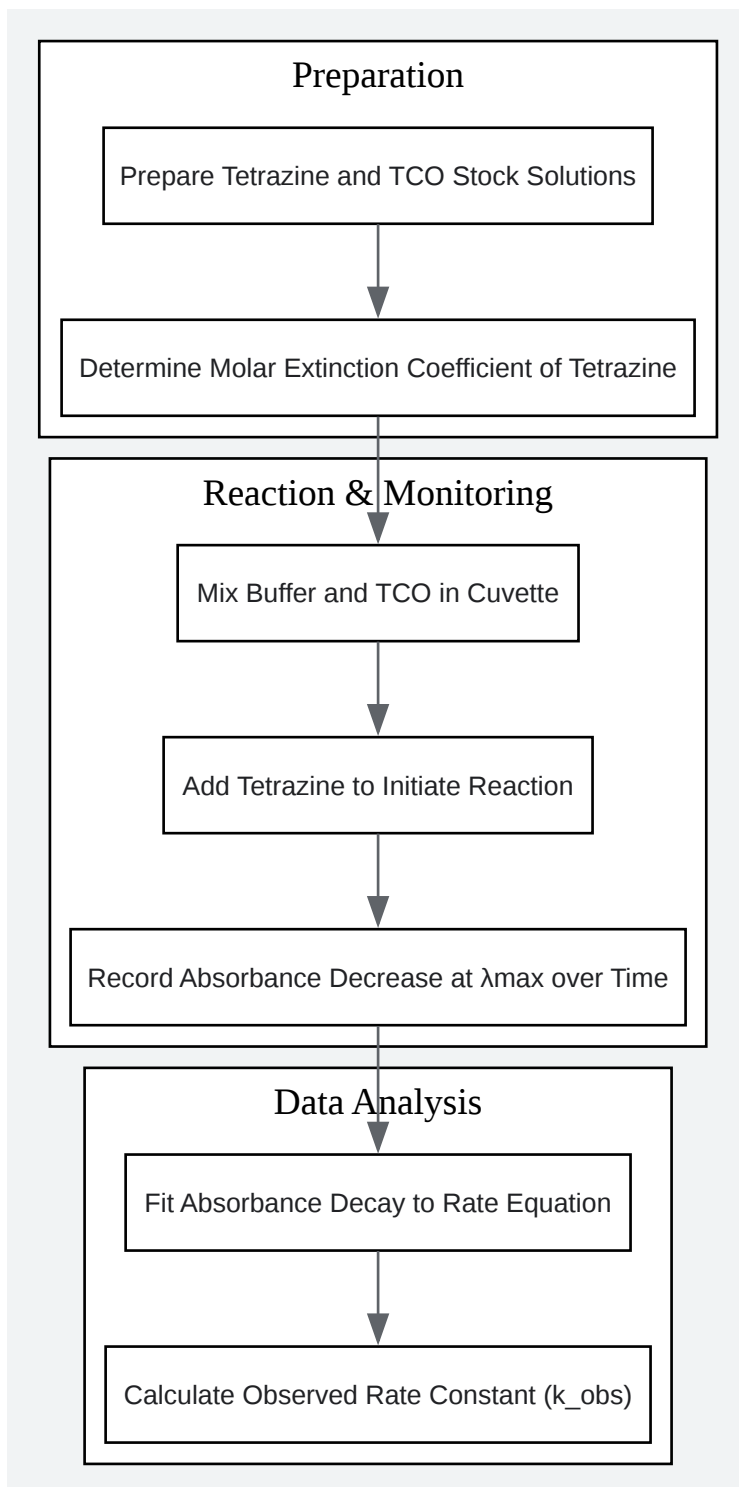 Preparation
Prepare Tetrazine and TCO Stock Solutions
Determine Molar Extinction Coefficient of Tetrazine
Reaction & Monitoring
Mix Buffer and TCO in Cuvette
Add Tetrazine to Initiate Reaction
Record Absorbance Decrease at λmax over Time
Data Analysis
Fit Absorbance Decay to Rate Equation
Calculate Observed Rate Constant (k_obs)